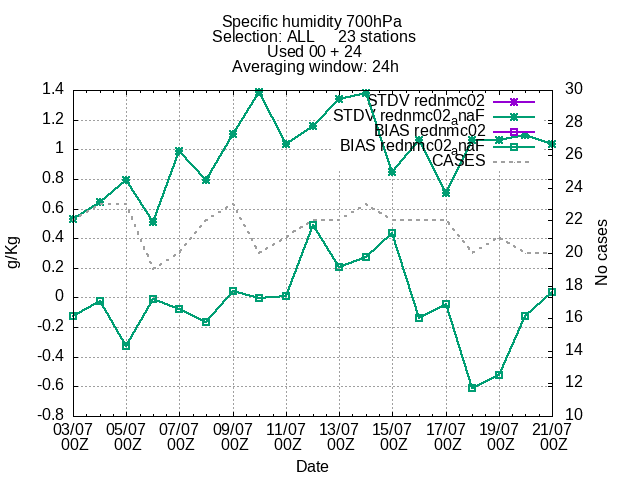 Specific humidity 700hPa
Selection: ALL 23 stations
Used 00 + 24
Averaging window: 24h
1.4
1.2
1
0.8
0.6
0.4
0.2
0
-0.2
-0.4
-0.6
-0.8
g/Kg
30
28
26
24
22
20
18
16
14
12
10
No cases
STDV rednmc02
STDV rednmc02anaF
BIAS rednmc02
BIAS rednmc02anaF
CASES
03/07 05/07 07/07 09/07 11/07 13/07 15/07 17/07 19/07 21/07
00Z 00Z 00Z 00Z 00Z 00Z 00Z 00Z 00Z 00Z
Date